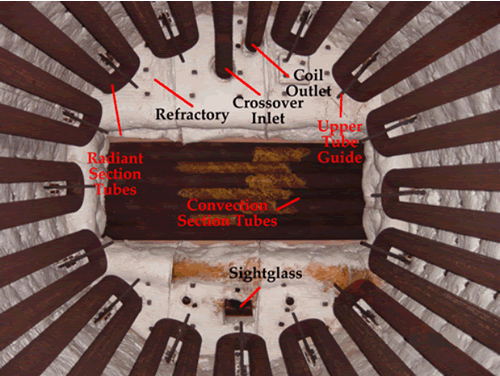 Coil
Outlet
Crossover
Inlet
Refractory
Upper
Tube
Guide
Radiant
Section
Tubes
Convection
Section Tubes
Sightglass